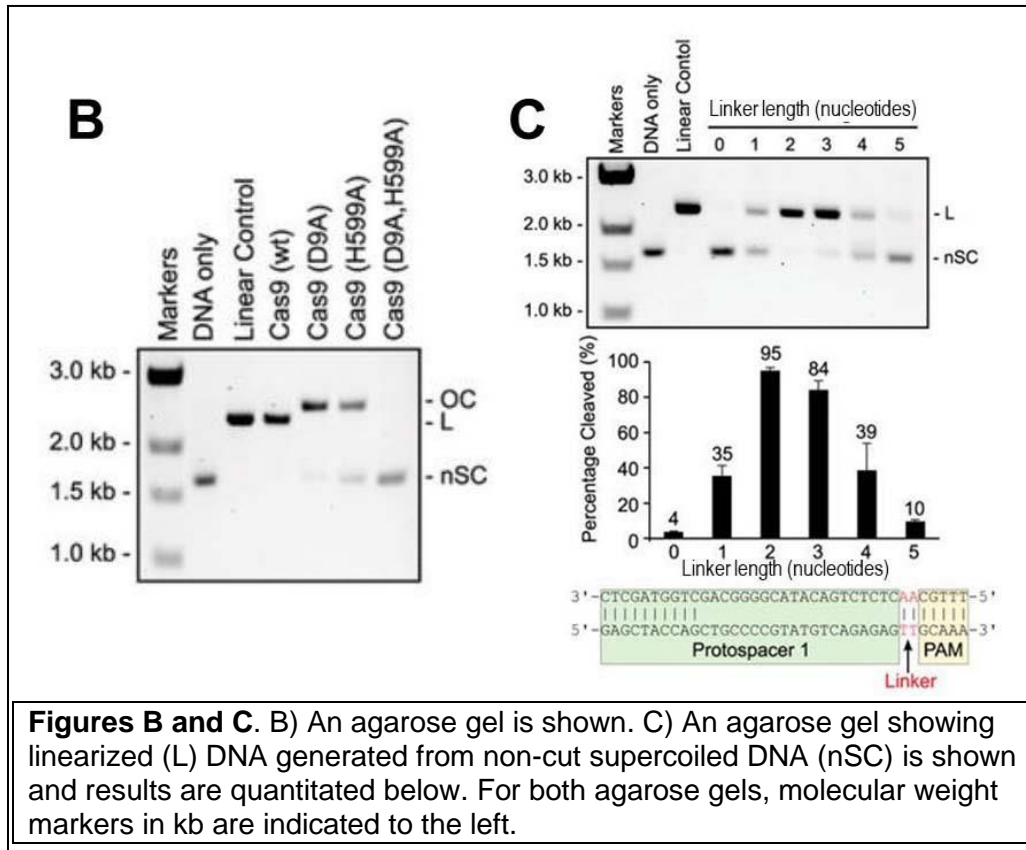 B
Markers
DNA only
Linear Control
Cas9 (wt)
Cas9 (D9A)
Cas9 (H599A)
Cas9 (D9A,H599A)
3.0 kb -
2.0 kb -
1.5 kb -
1.0 kb -
- OC
- L
- nSC
C
Markers
DNA only
Linear Contol
Linker length (nucleotides)
0 1 2 3 4 5
3.0 kb -
2.0 kb -
1.5 kb -
1.0 kb -
- L
- nSC
Percentage Cleaved (%)
100
80
60
40
20
0
4 35 95 84 39 10
0 1 2 3 4 5
Linker length (nucleotides)
3'-CTCGATGGTCGACGGGGCATACAGTCTCTCAACGTTT-5'
5'-GAGCTACCAGCTGCCCCGTATGTCAGAGAGTTGCAAA-3'
Protospacer 1 PAM
Linker
Figures B and C. B) An agarose gel is shown. C) An agarose gel showing
linearized (L) DNA generated from non-cut supercoiled DNA (nSC) is shown
and results are quantitated below. For both agarose gels, molecular weight
markers in kb are indicated to the left.